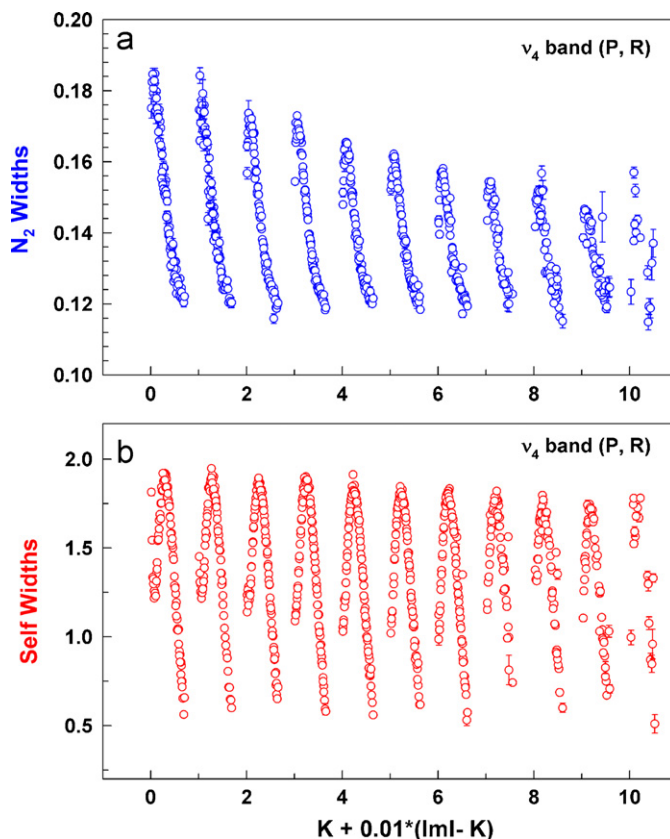 0.20
a
ν4 band (P, R)
0.18
0.16
0.14
0.12
0.10
N2 Widths
0 2 4 6 8 10
b
ν4 band (P, R)
2.0
1.5
1.0
0.5
Self Widths
0 2 4 6 8 10
K + 0.01*(ImI- K)